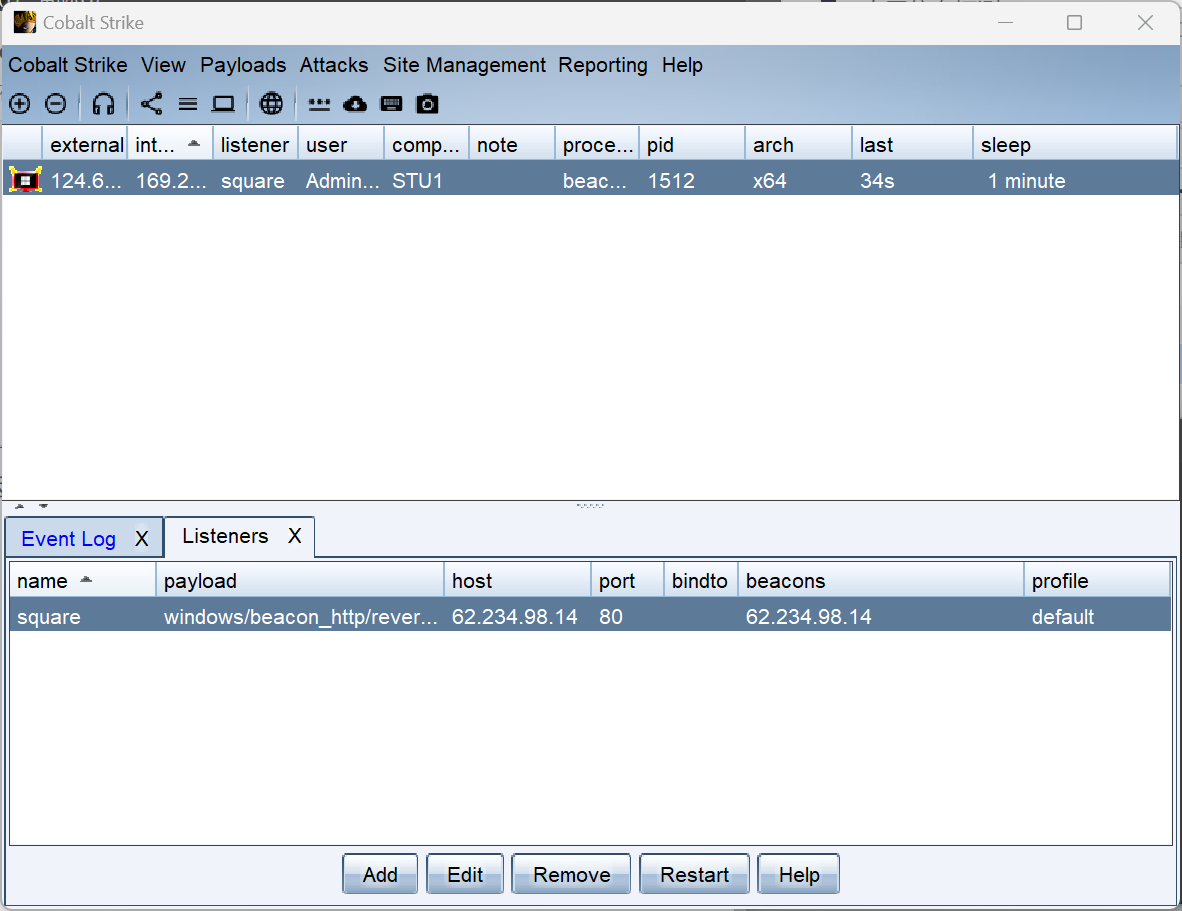 Cobalt Strike
Cobalt Strike View Payloads Attacks Site Management Reporting Help
external int... listener user comp... note proce... pid arch last sleep
124.6... 169.2... square Admin... STU1 beac... 1512 x64 34s 1 minute
Event Log X Listeners X
name payload host port bindto beacons profile
square windows/beacon_http/rever... 62.234.98.14 80 62.234.98.14 default
Add Edit Remove Restart Help